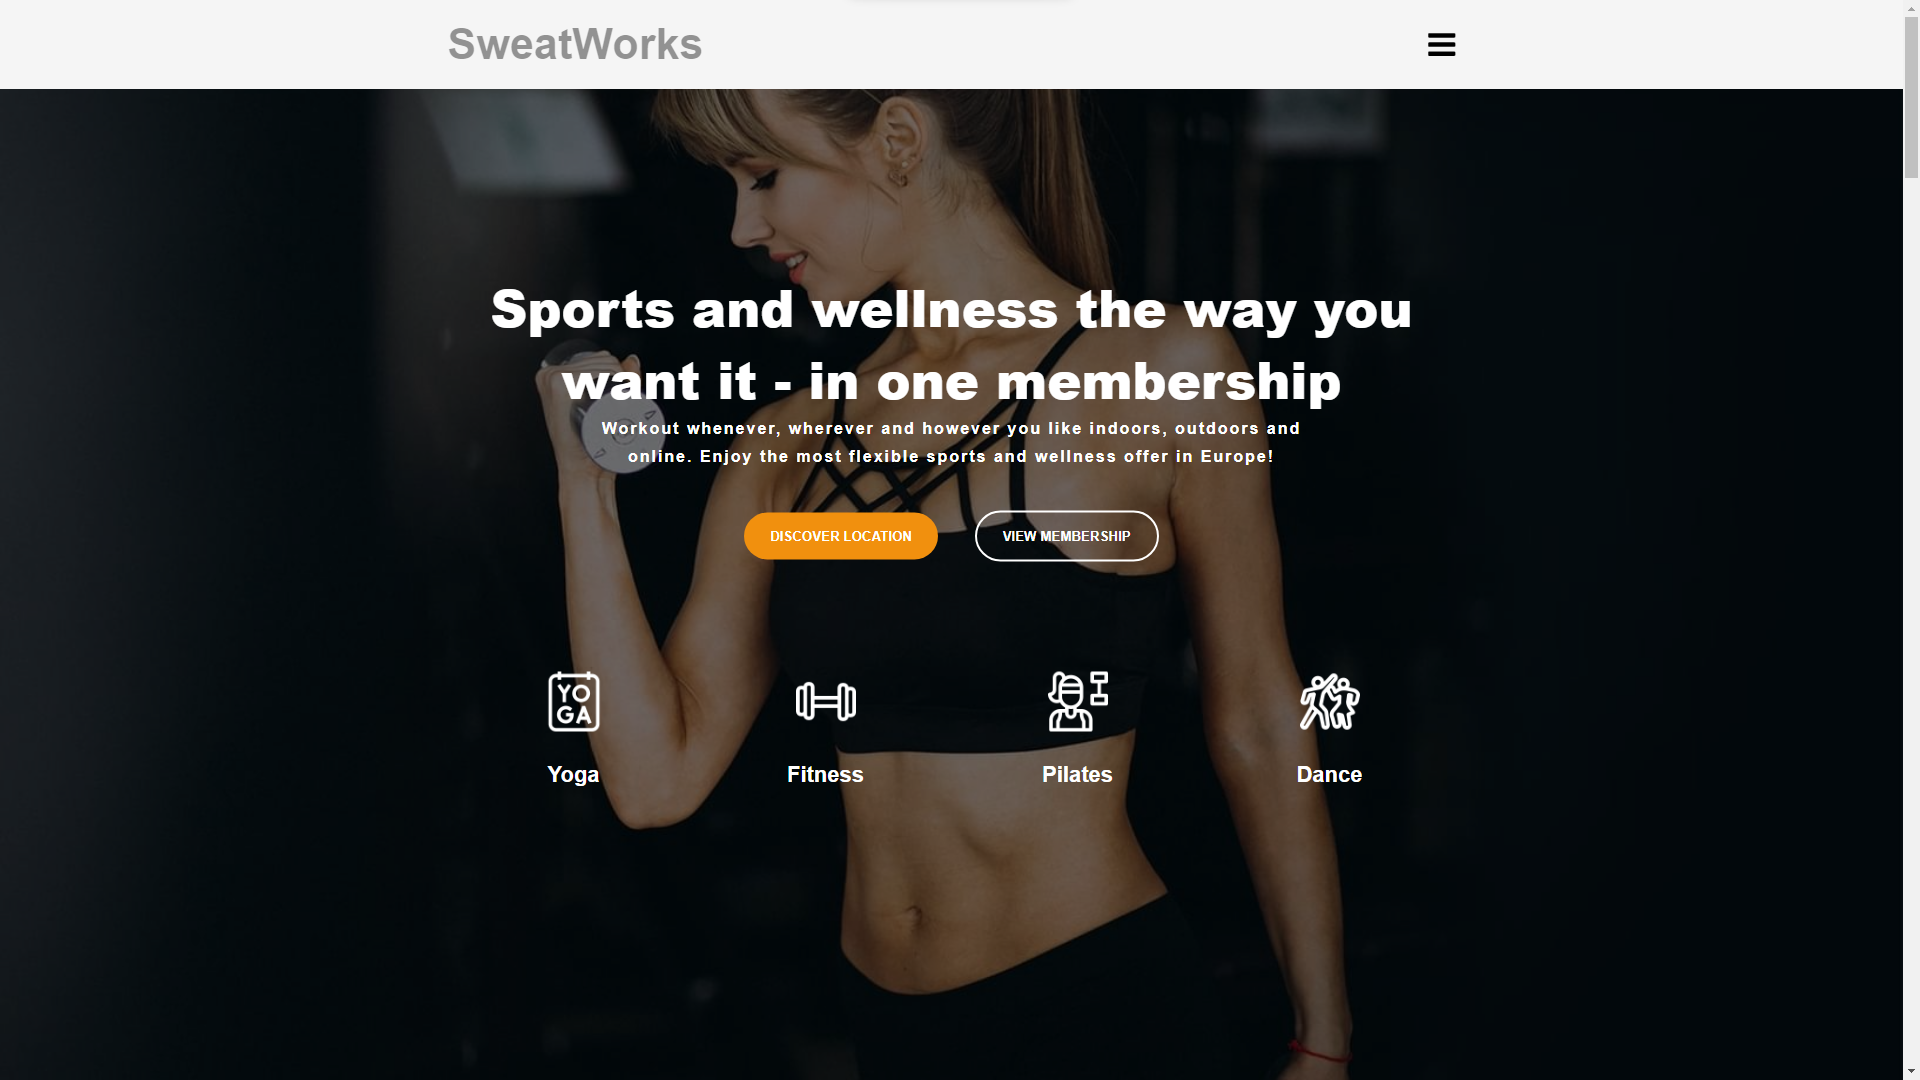 SweatWorks
Sports and wellness the way you
want it - in one membership
Workout whenever, wherever and however you like indoors, outdoors and
online. Enjoy the most flexible sports and wellness offer in Europe!
DISCOVER LOCATION
VIEW MEMBERSHIP
YO
GA
Yoga
Fitness
Pilates
Dance